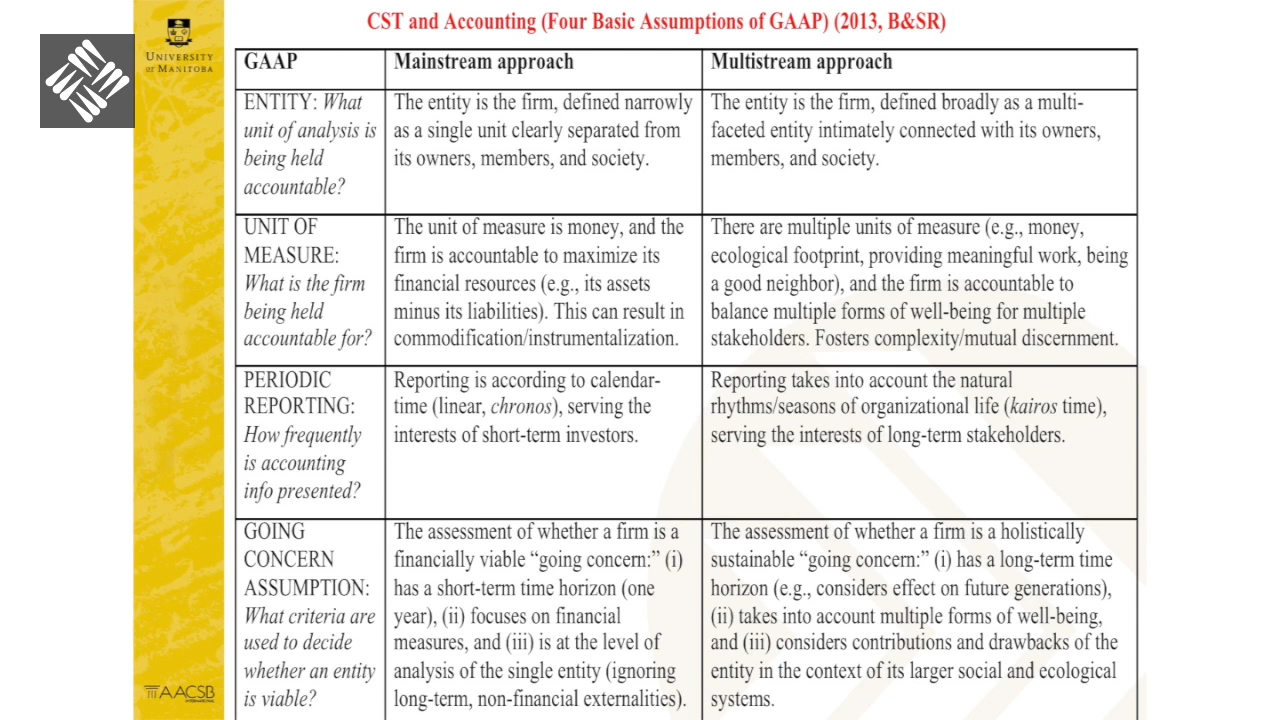 CST and Accounting (Four Basic Assumptions of GAAP) (2013, B&SR)
UNIVERSITY
OF MANITOBA
GAAP
Mainstream approach
Multistream approach
ENTITY: What
unit of analysis is
being held
accountable?
The entity is the firm, defined narrowly
as a single unit clearly separated from
its owners, members, and society.
The entity is the firm, defined broadly as a multi-
faceted entity intimately connected with its owners,
members, and society.
UNIT OF
MEASURE:
What is the firm
being held
accountable for?
The unit of measure is money, and the
firm is accountable to maximize its
financial resources (e.g., its assets
minus its liabilities). This can result in
commodification/instrumentalization.
There are multiple units of measure (e.g., money,
ecological footprint, providing meaningful work, being
a good neighbor), and the firm is accountable to
balance multiple forms of well-being for multiple
stakeholders. Fosters complexity/mutual discernment.
PERIODIC
REPORTING:
How frequently
is accounting
info presented?
Reporting is according to calendar-
time (linear, chronos), serving the
interests of short-term investors.
Reporting takes into account the natural
rhythms/seasons of organizational life (kairos time),
serving the interests of long-term stakeholders.
GOING
CONCERN
ASSUMPTION:
What criteria are
used to decide
whether an entity
is viable?
The assessment of whether a firm is a
financially viable “going concern:” (i)
has a short-term time horizon (one
year), (ii) focuses on financial
measures, and (iii) is at the level of
analysis of the single entity (ignoring
long-term, non-financial externalities).
The assessment of whether a firm is a holistically
sustainable “going concern:” (i) has a long-term time
horizon (e.g., considers effect on future generations),
(ii) takes into account multiple forms of well-being,
and (iii) considers contributions and drawbacks of the
entity in the context of its larger social and ecological
systems.
AACSB
INTERNATIONAL